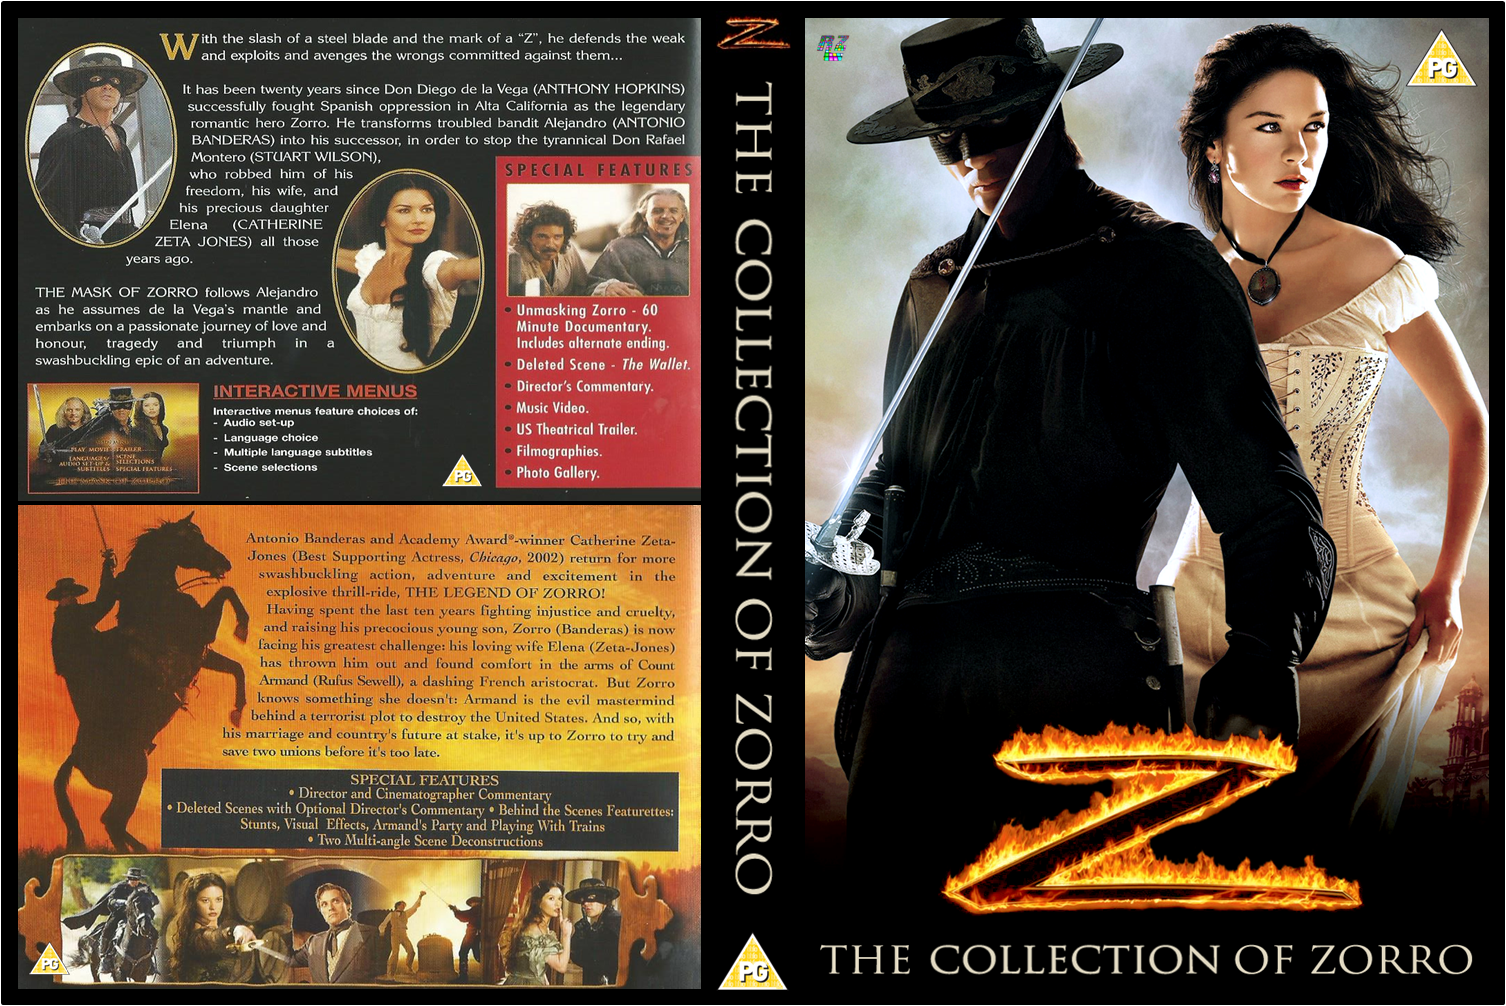 With the slash of a steel blade and the mark of a “Z”, he defends the weak
and exploits and avenges the wrongs committed against them...
It has been twenty years since Don Diego de la Vega (ANTHONY HOPKINS)
successfully fought Spanish oppression in Alta California as the legendary
romantic hero Zorro. He transforms troubled bandit Alejandro (ANTONIO
BANDERAS) into his successor, in order to stop the tyrannical Don Rafael
Montero (STUART WILSON),
who robbed him of his
freedom, his wife, and
his precious daughter
Elena (CATHERINE
ZETA JONES) all those
years ago.
THE MASK OF ZORRO follows Alejandro
as he assumes de la Vega's mantle and
embarks on a passionate journey of love and
honour, tragedy and triumph in a
swashbuckling epic of an adventure.
INTERACTIVE MENUS
Interactive menus feature choices of:
- Audio set-up
- Language choice
- Multiple language subtitles
- Scene selections
PLAY MOVIE TRAILER
LANGUAGES/ SCENE
AUDIO SET-UP & SELECTIONS
SUBTITLES SPECIAL FEATURES
THE MASK OF ZORRO
PG
SPECIAL FEATURES
• Unmasking Zorro - 60
Minute Documentary.
Includes alternate ending.
• Deleted Scene - The Wallet.
• Director's Commentary.
• Music Video.
• US Theatrical Trailer.
• Filmographies.
• Photo Gallery.
Antonio Banderas and Academy Award®-winner Catherine Zeta-
Jones (Best Supporting Actress, Chicago, 2002) return for more
swashbuckling action, adventure and excitement in the
explosive thrill-ride, THE LEGEND OF ZORRO!
Having spent the last ten years fighting injustice and cruelty,
and raising his precocious young son, Zorro (Banderas) is now
facing his greatest challenge: his loving wife Elena (Zeta-Jones)
has thrown him out and found comfort in the arms of Count
Armand (Rufus Sewell), a dashing French aristocrat. But Zorro
knows something she doesn't: Armand is the evil mastermind
behind a terrorist plot to destroy the United States. And so, with
his marriage and country's future at stake, it's up to Zorro to try and
save two unions before it's too late.
SPECIAL FEATURES
• Director and Cinematographer Commentary
• Deleted Scenes with Optional Director's Commentary • Behind the Scenes Featurettes:
Stunts, Visual Effects, Armand's Party and Playing With Trains
• Two Multi-angle Scene Deconstructions
PG
Z
THE COLLECTION OF ZORRO
PG
RZ
PG
Z
THE COLLECTION OF ZORRO